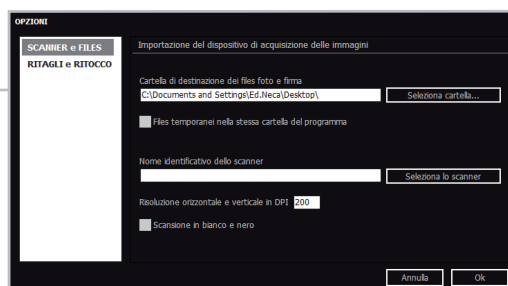 OPZIONI
SCANNER e FILES
RITAGLI e RITOCCO
Importazione del dispositivo di acquisizione delle immagini
Cartella di destinazione dei files foto e firma
C:\Documents and Settings\Ed.Neca\Desktop\
Seleziona cartella...
Files temporanei nella stessa cartella del programma
Nome identificativo dello scanner
Seleziona lo scanner
Risoluzione orizzontale e verticale in DPI 200
Scansione in bianco e nero
Annulla
Ok